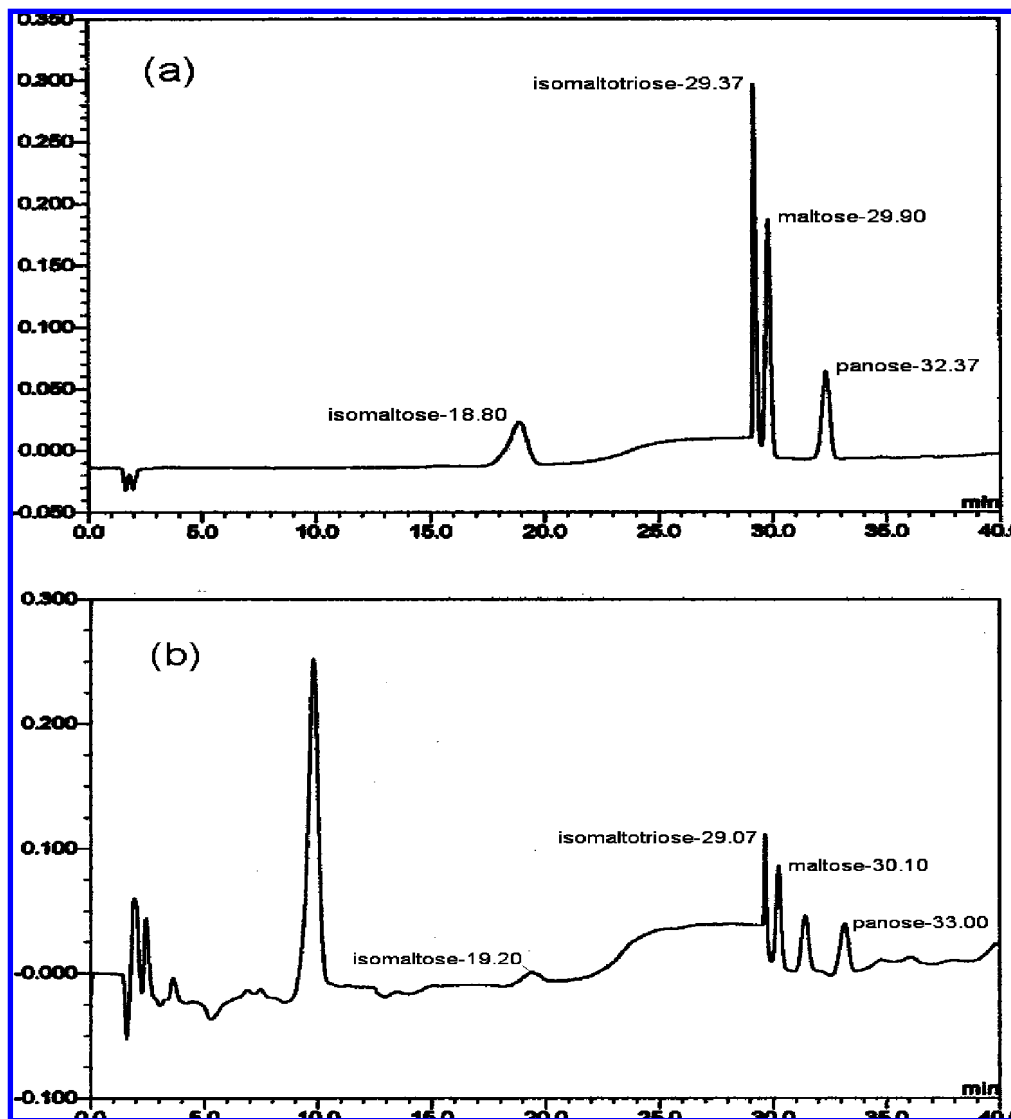 0.350
(a)
isomaltotriose-29.37
0.300
0.250
0.200
maltose-29.90
0.150
0.100
panose-32.37
0.050
isomaltose-18.80
0.000
-0.050
min
0.0 5.0 10.0 15.0 20.0 25.0 30.0 35.0 40.0
0.300
(b)
0.200
isomaltotriose-29.07
0.100
maltose-30.10
panose-33.00
isomaltose-19.20
-0.000
-0.100
min
0.0 5.0 10.0 15.0 20.0 25.0 30.0 35.0 40.0